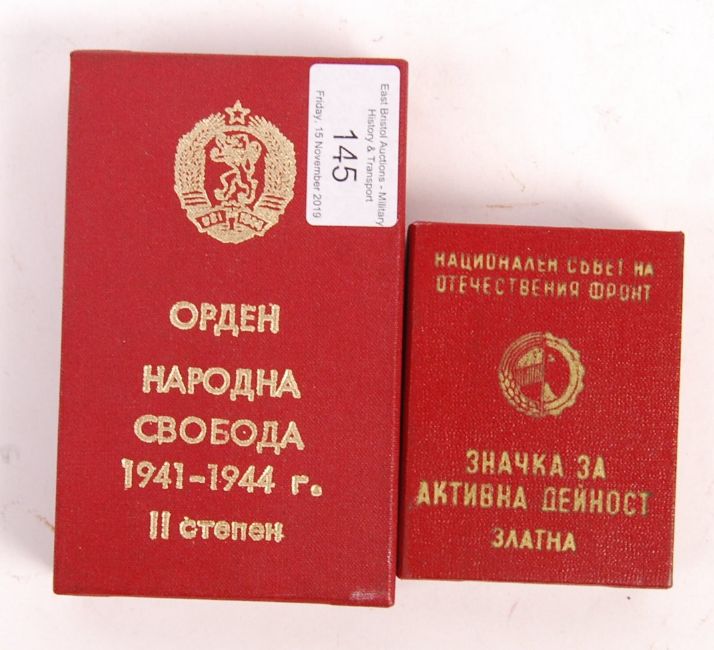 ОРДЕН
НАРОДНА
СВОБОДА
1941-1944 г.
II степен
East Bristol Auctions - Military
History & Transport
145
Friday, 15 November 2019
НАЦИОНАЛЕН СЪВЕТ НА
ОТЕЧЕСТВЕНИЯ ФРОНТ
ЗНАЧКА ЗА
АКТИВНА ДЕЙНОСТ
ЗЛАТНА